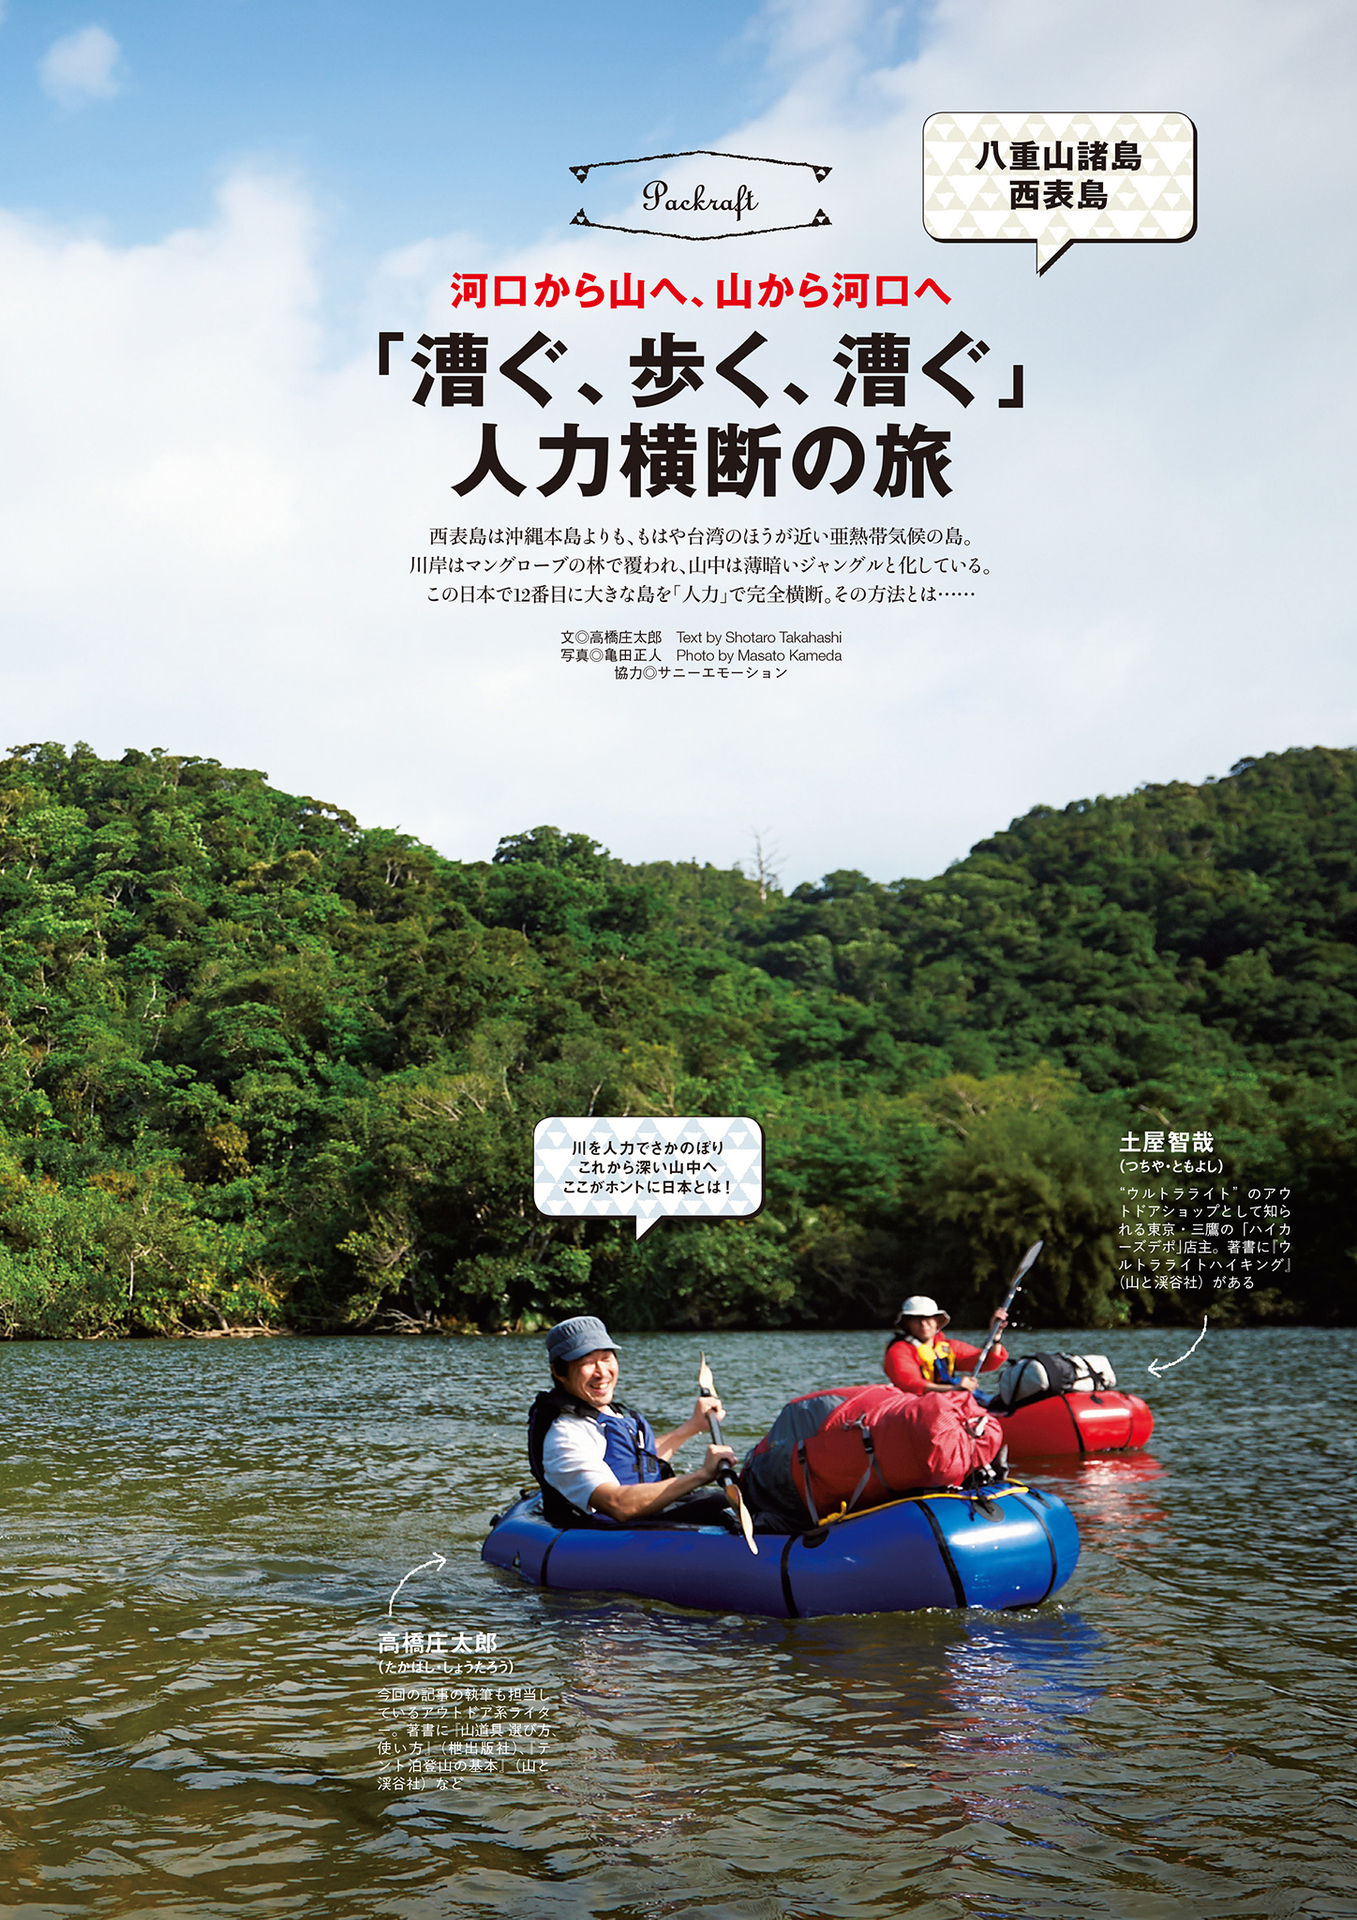 Packraft
八重山諸島
西表島
河口から山へ、山から河口へ
「漕ぐ、歩く、漕ぐ」
人力横断の旅
西表島は沖縄本島よりも、もはや台湾のほうが近い亜熱帯気候の島。
川岸はマングローブの林で覆われ、山中は薄暗いジャングルと化している。
この日本で12番目に大きな島を「人力」で完全横断。その方法とは……
文◎高橋庄太郎　Text by Shotaro Takahashi
写真◎亀田正人　Photo by Masato Kameda
協力◎サニーエモーション
川を人力でさかのぼり
これから深い山中へ
ここがホントに日本とは！
土屋智哉
（つちや・ともよし）
“ウルトラライト”のアウ
トドアショップとして知ら
れる東京・三鷹の「ハイカ
ーズデポ」店主。著書に『ウ
ルトラライトハイキング』
（山と渓谷社）がある
高橋庄太郎
（たかはし・しょうたろう）
今回の記事の執筆も担当し
ているアウトドア系ライタ
ー。著書に『山道具 選び方、
使い方』（枻出版社）、『テ
ント泊登山の基本』（山と
渓谷社）など